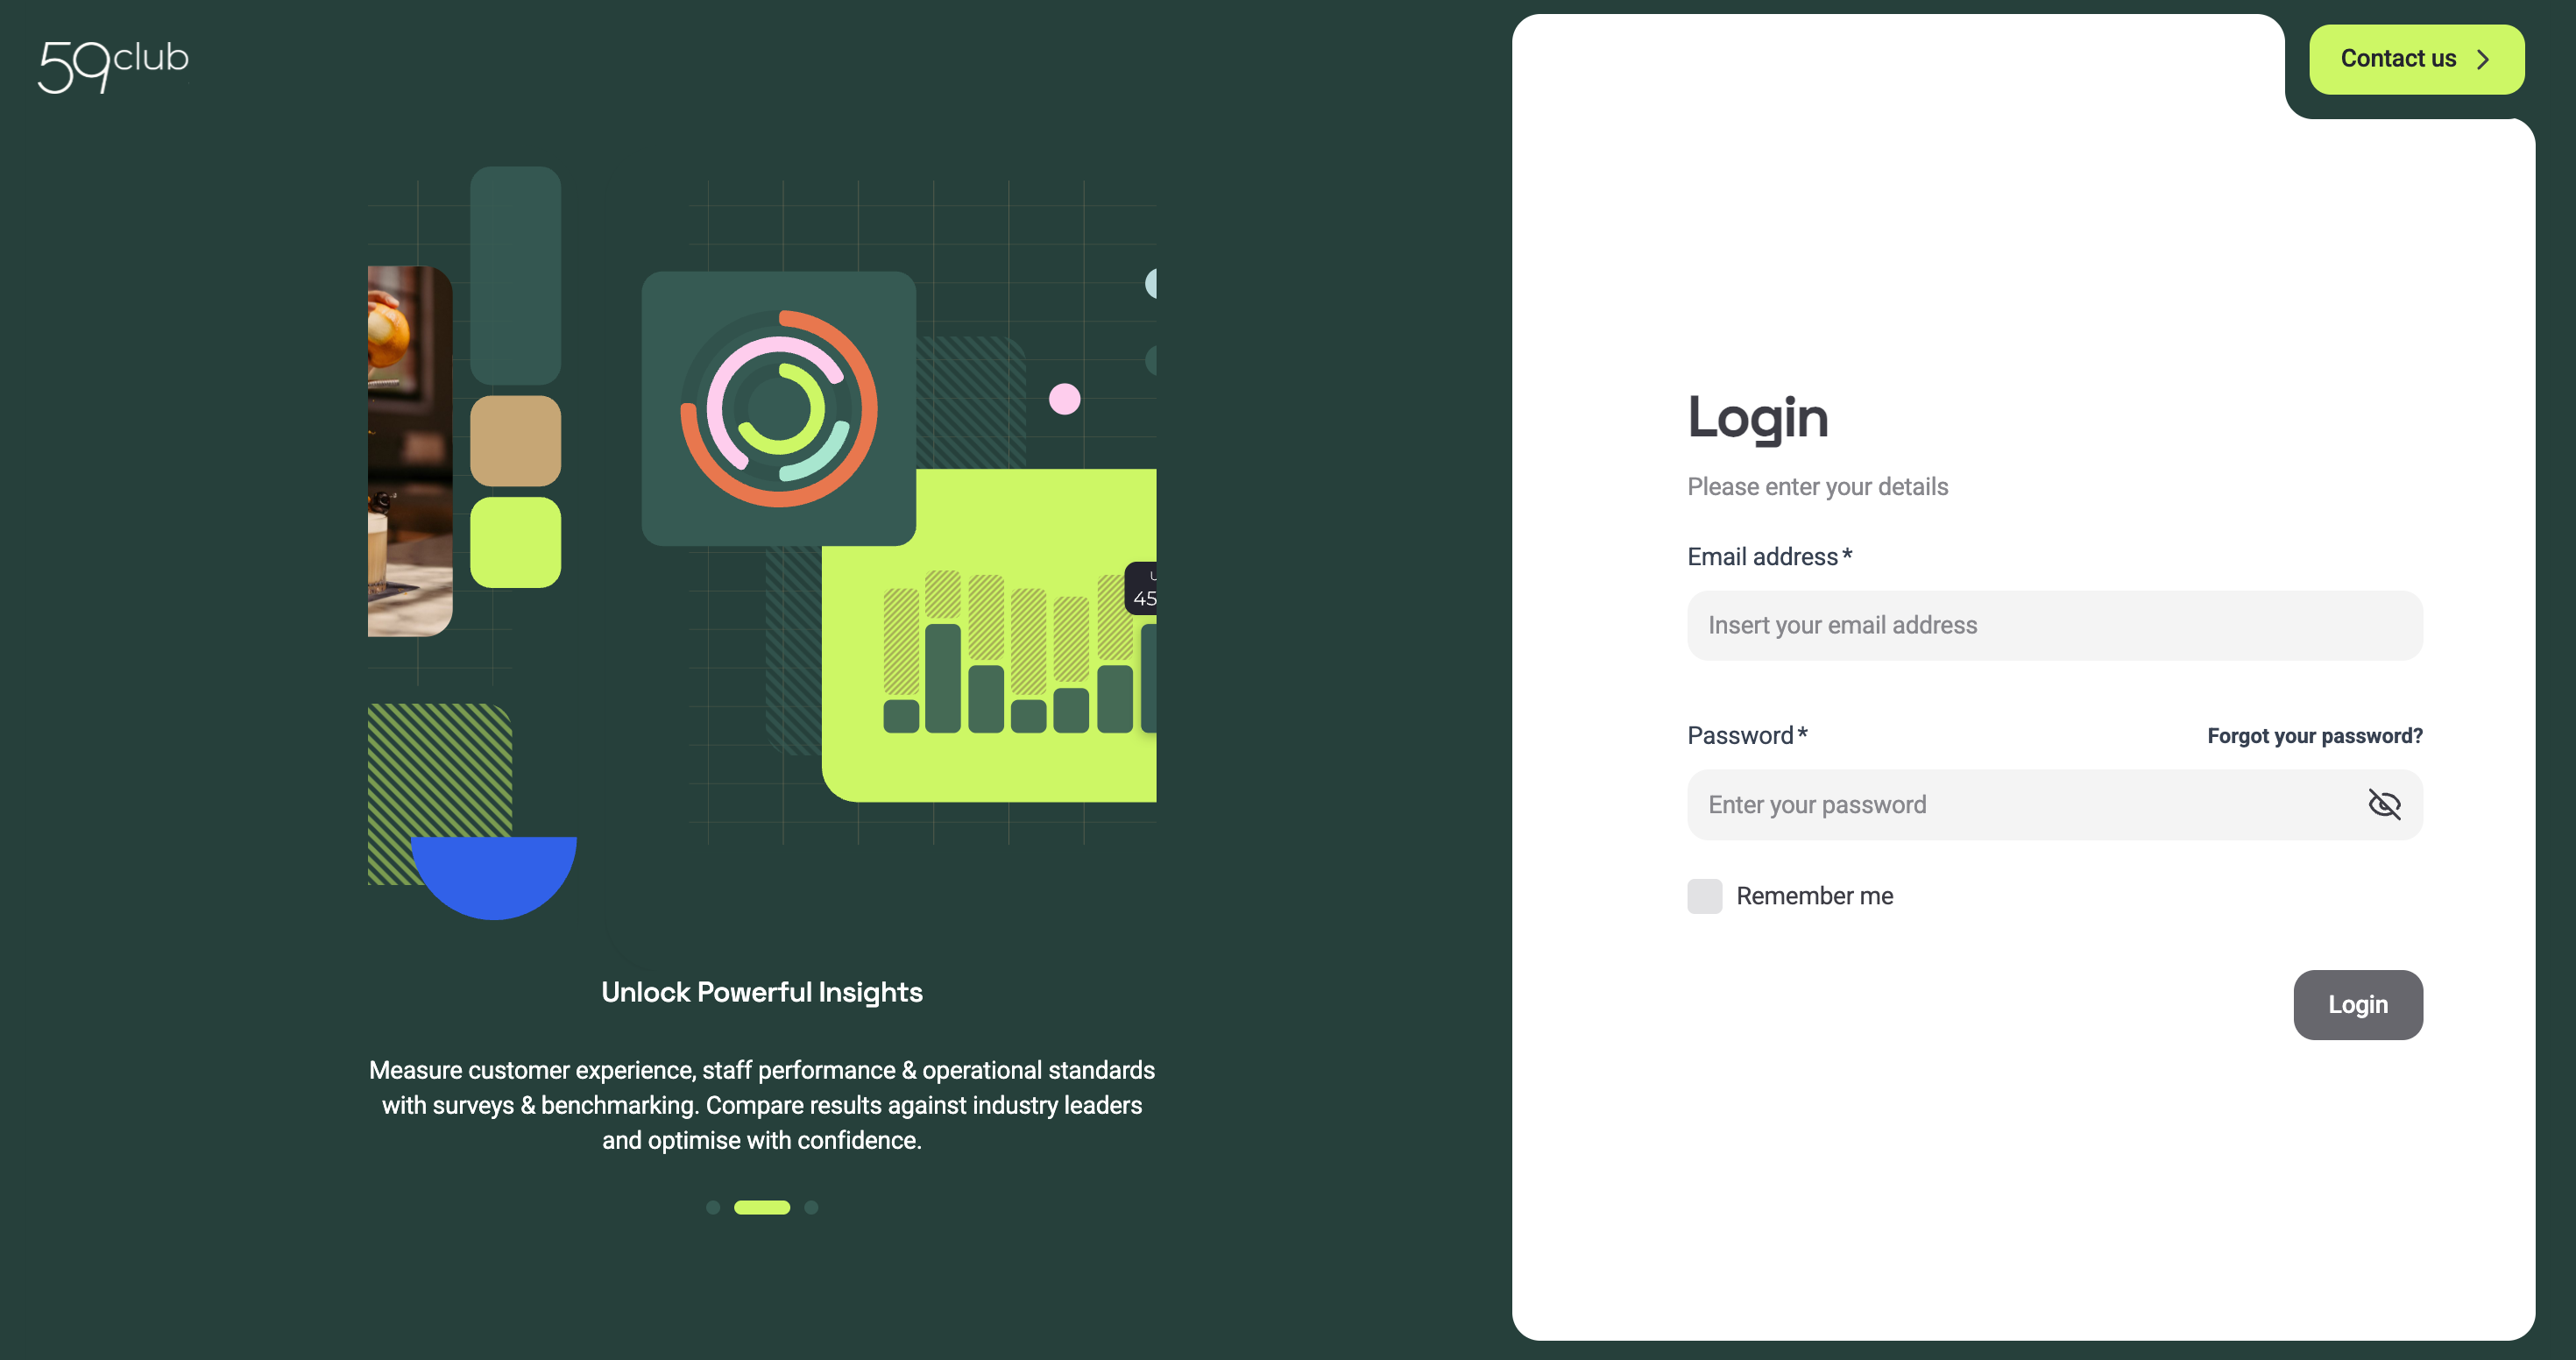 59club
Contact us
45
Unlock Powerful Insights
Measure customer experience, staff performance & operational standards
with surveys & benchmarking. Compare results against industry leaders
and optimise with confidence.
Login
Please enter your details
Email address*
Insert your email address
Password*
Forgot your password?
Enter your password
Remember me
Login